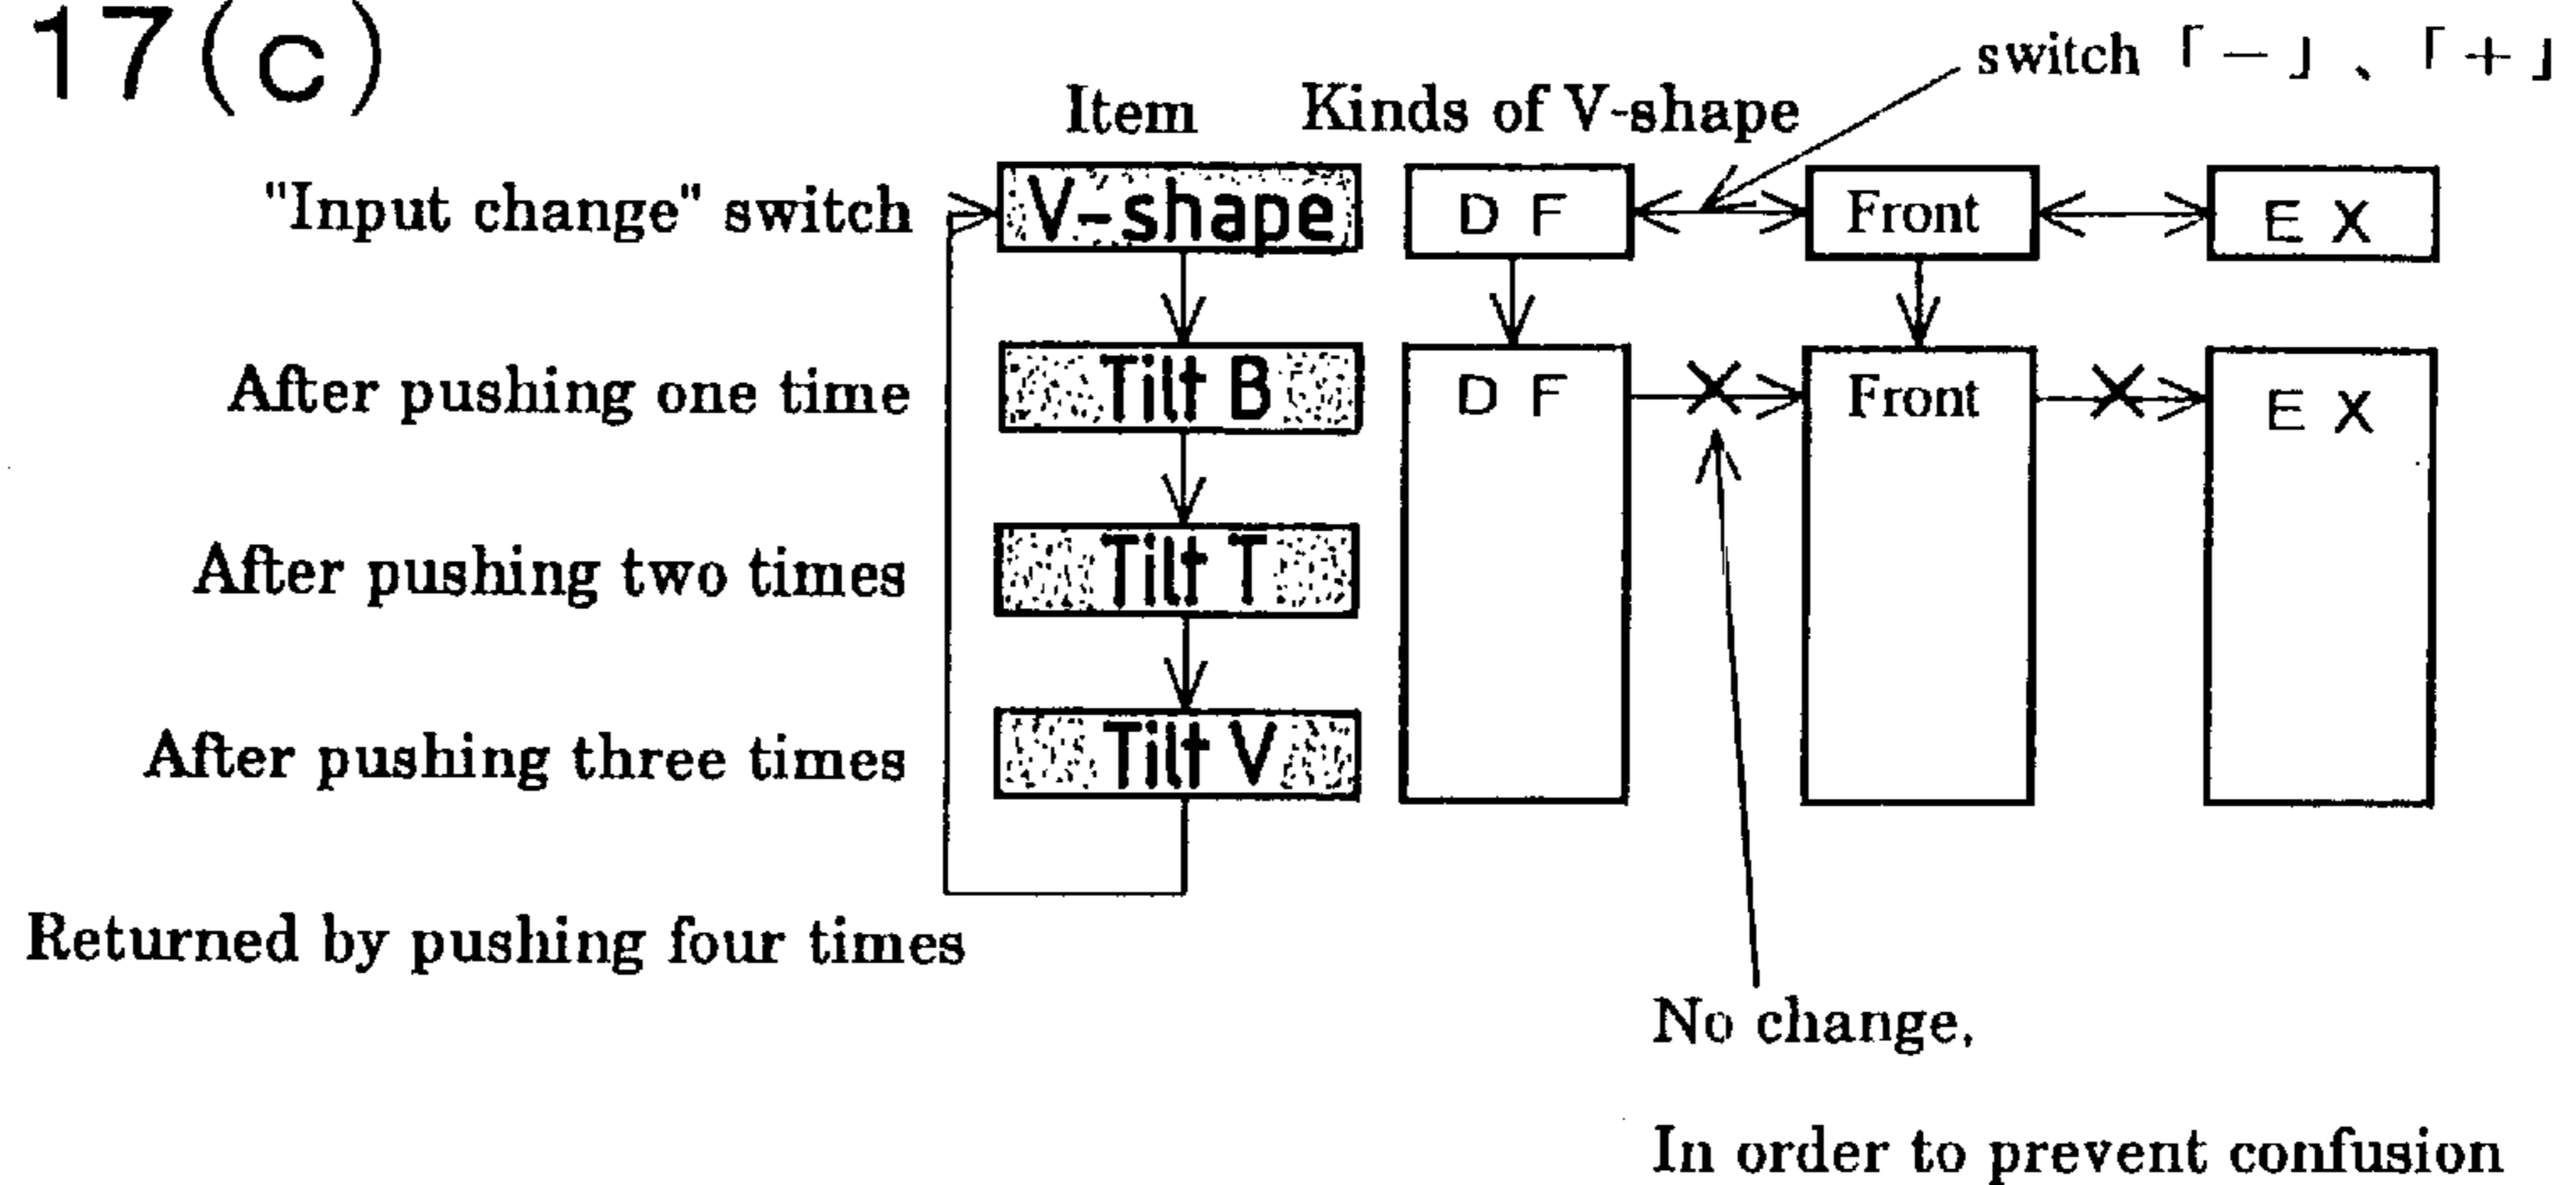 17(c)
switch「－」、「＋」
Item Kinds of V-shape
"Input change" switch V-shape D F Front E X
After pushing one time Tilt B D F Front E X
After pushing two times Tilt T
After pushing three times Tilt V
Returned by pushing four times
No change,
In order to prevent confusion